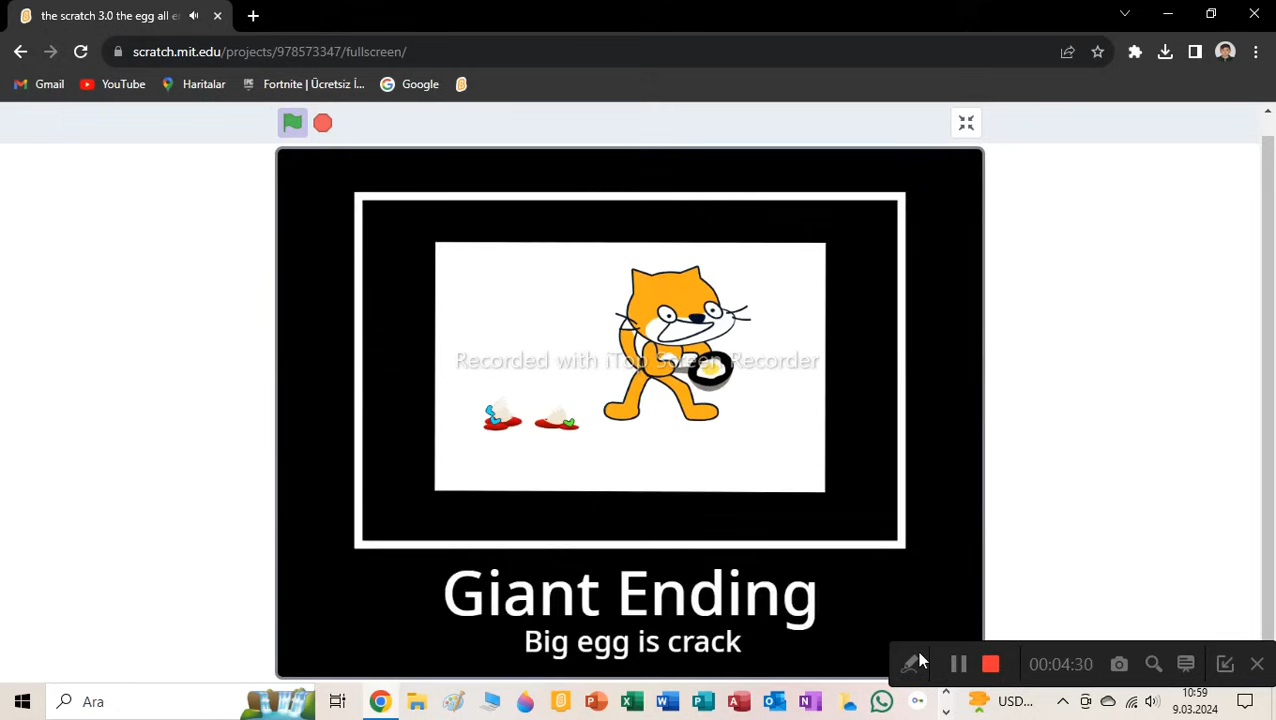 the scratch 3.0 the egg all e
scratch.mit.edu/projects/978573347/fullscreen/
Gmail YouTube Haritalar Fortnite | Ücretsiz İ... Google
Recorded with iTop Screen Recorder
Giant Ending
Big egg is crack
00:04:30
Ara
USD...
10:59
9.03.2024